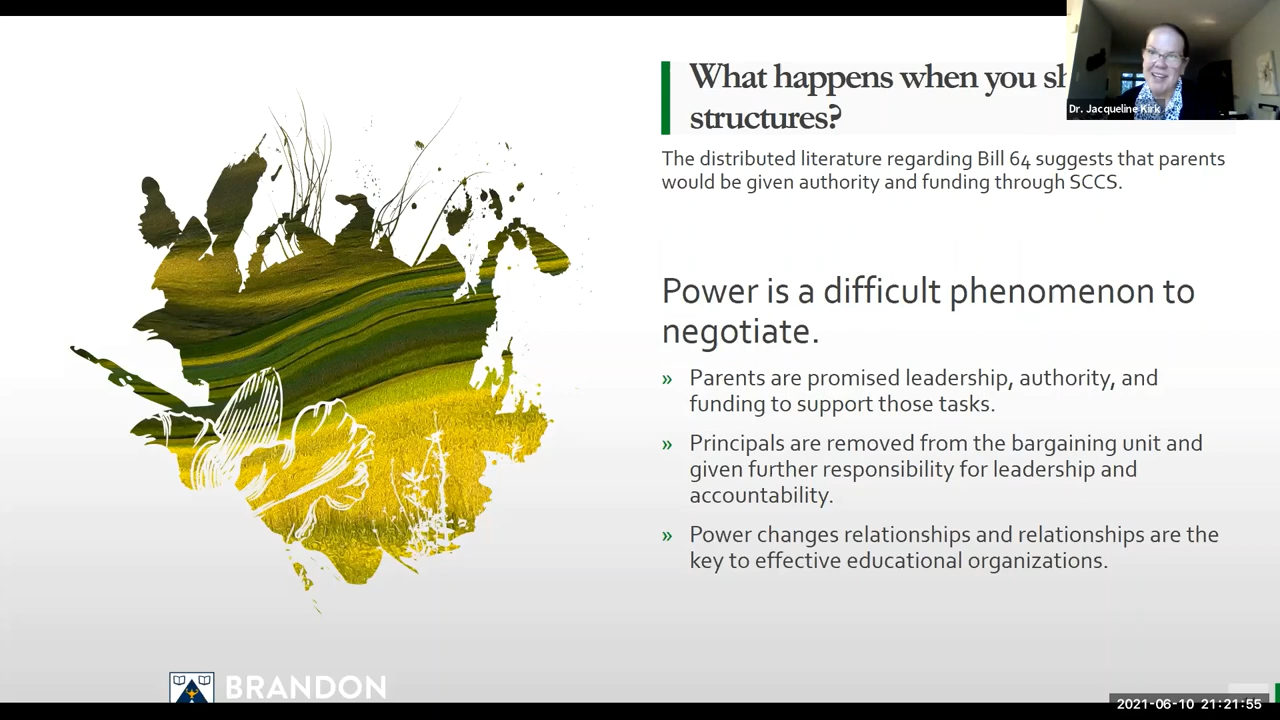 What happens when you sh
structures?
Dr. Jacqueline Kirk
The distributed literature regarding Bill 64 suggests that parents
would be given authority and funding through SCCS.
Power is a difficult phenomenon to
negotiate.
» Parents are promised leadership, authority, and
funding to support those tasks.
» Principals are removed from the bargaining unit and
given further responsibility for leadership and
accountability.
» Power changes relationships and relationships are the
key to effective educational organizations.
BRANDON
2021-06-10 21:21:55